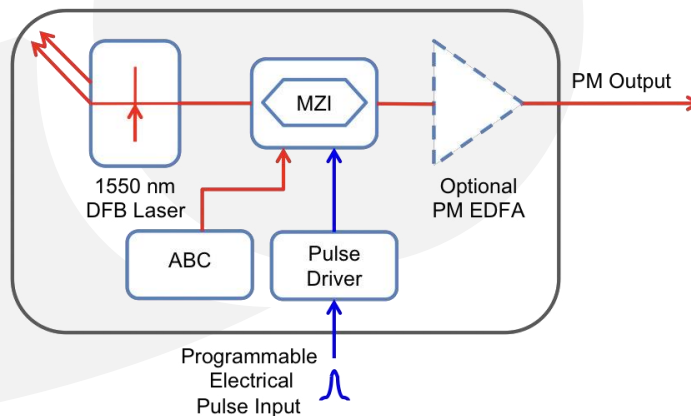 MZI
PM Output
1550 nm
DFB Laser
Optional
PM EDFA
ABC
Pulse
Driver
Programmable
Electrical
Pulse Input